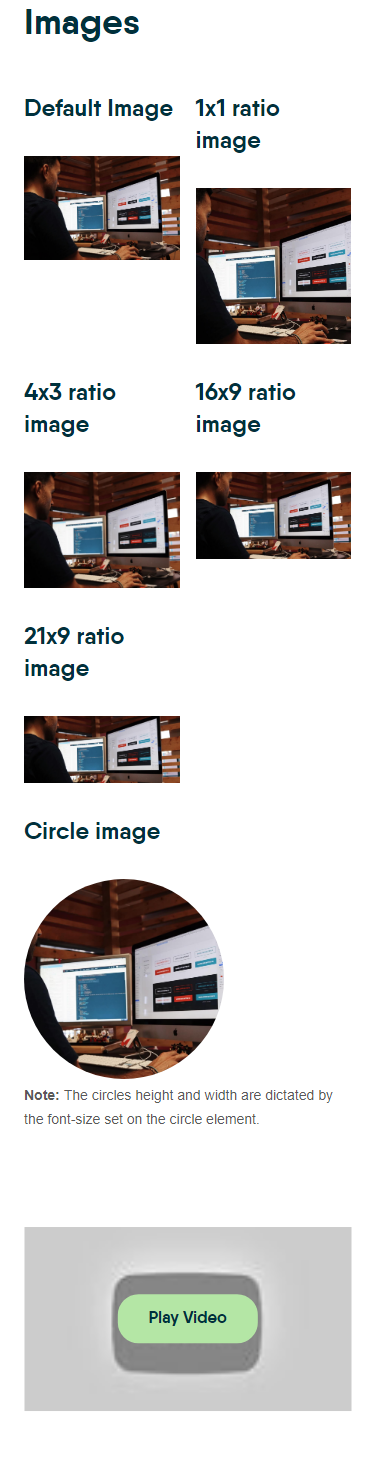 Images
Default Image
1x1 ratio
image
4x3 ratio
image
16x9 ratio
image
21x9 ratio
image
Circle image
Note: The circles height and width are dictated by
the font-size set on the circle element.
Play Video